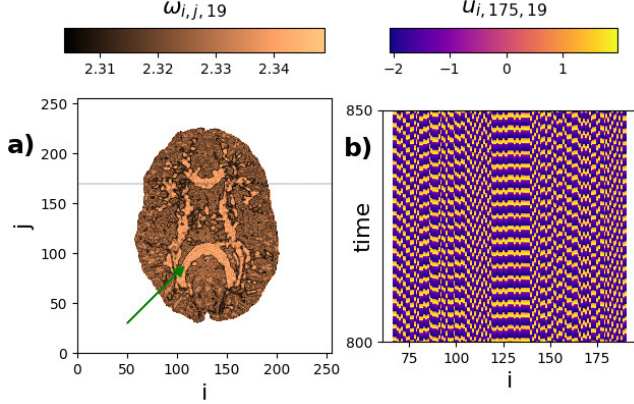 ω_{i,j,19} u_{i,175,19}
2.31 2.32 2.33 2.34 −2 −1 0 1
a) b)
250
200
150
100
50
0
j
0 50 100 150 200 250
i
850
800
time
75 100 125 150 175
i